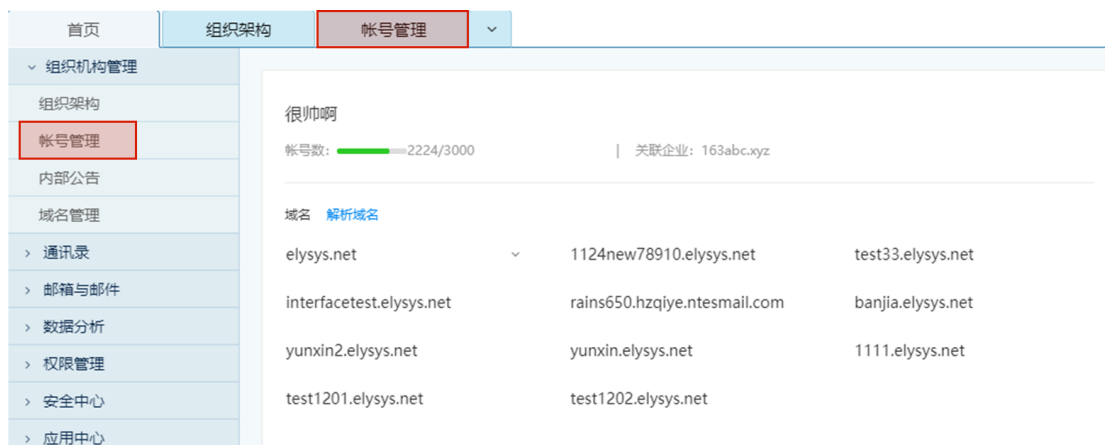 首页 组织架构 帐号管理
组织机构管理
组织架构
帐号管理
内部公告
域名管理
通讯录
邮箱与邮件
数据分析
权限管理
安全中心
应用中心
很帅啊
帐号数： 2224/3000 | 关联企业：163abc.xyz
域名 解析域名
elysys.net 1124new78910.elysys.net test33.elysys.net
interfacetest.elysys.net rains650.hzqiye.ntesmail.com banjia.elysys.net
yunxin2.elysys.net yunxin.elysys.net 1111.elysys.net
test1201.elysys.net test1202.elysys.net